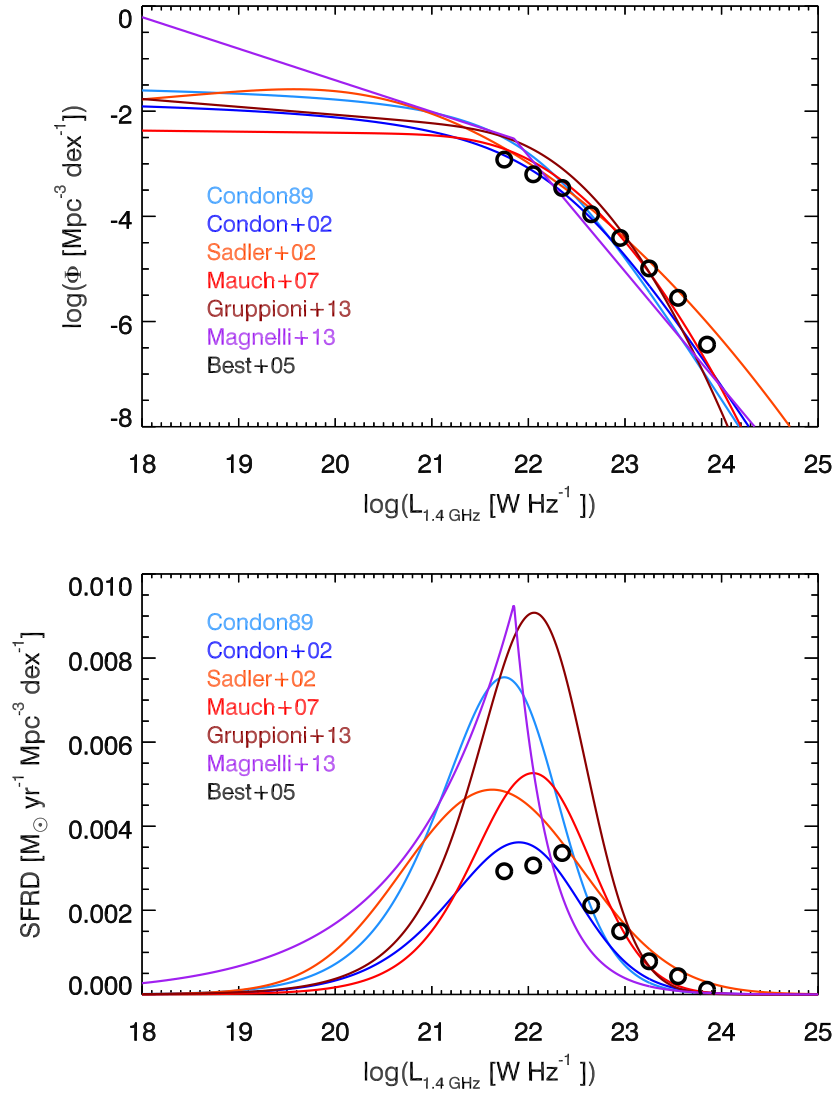 0
-2
-4
-6
-8
log(Φ [Mpc⁻³ dex⁻¹])
Condon89
Condon+02
Sadler+02
Mauch+07
Gruppioni+13
Magnelli+13
Best+05
18 19 20 21 22 23 24 25
log(L₁.₄ GHz [W Hz⁻¹ ])
0.010
0.008
0.006
0.004
0.002
0.000
SFRD [M☉ yr⁻¹ Mpc⁻³ dex⁻¹]
Condon89
Condon+02
Sadler+02
Mauch+07
Gruppioni+13
Magnelli+13
Best+05
18 19 20 21 22 23 24 25
log(L₁.₄ GHz [W Hz⁻¹ ])